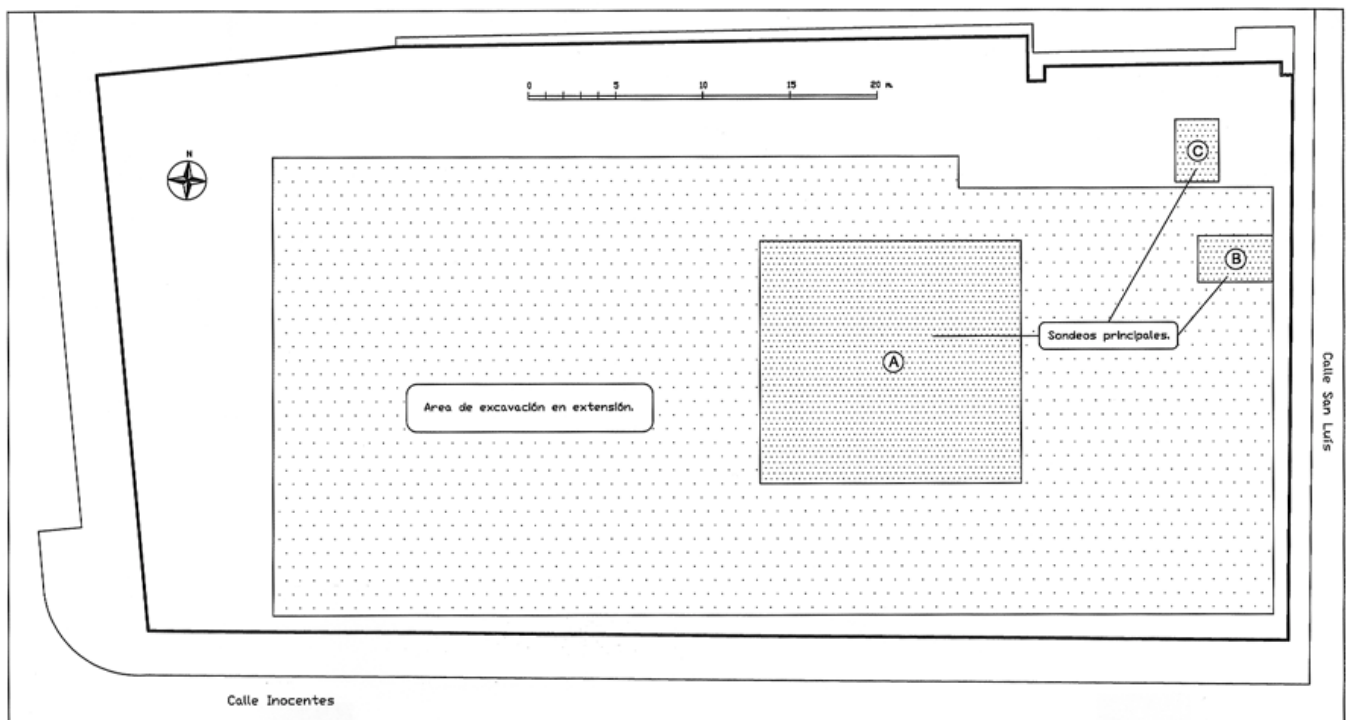 0 5 10 15 20 m.
N
C
B
Sondeos principales.
A
Area de excavación en extensión.
Calle San Luís
Calle Inocentes